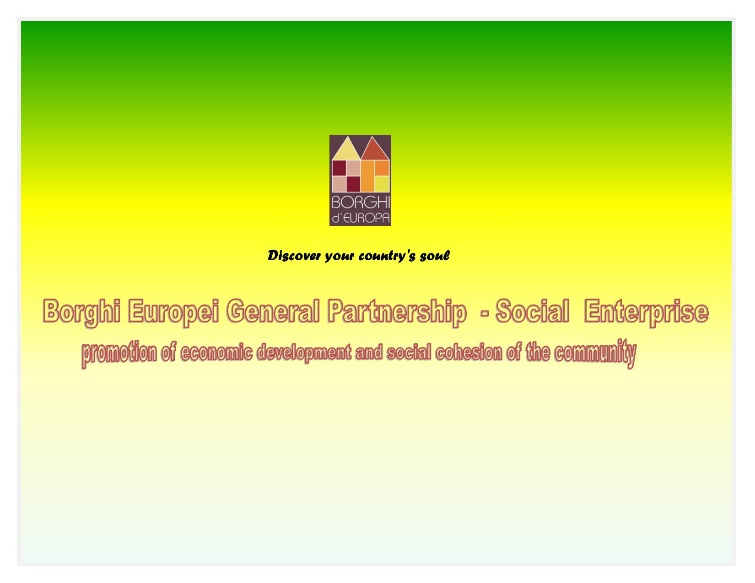 BORGHI
d'EUROPA
Discover your country's soul
Borghi Europei General Partnership - Social Enterprise
promotion of economic development and social cohesion of the community